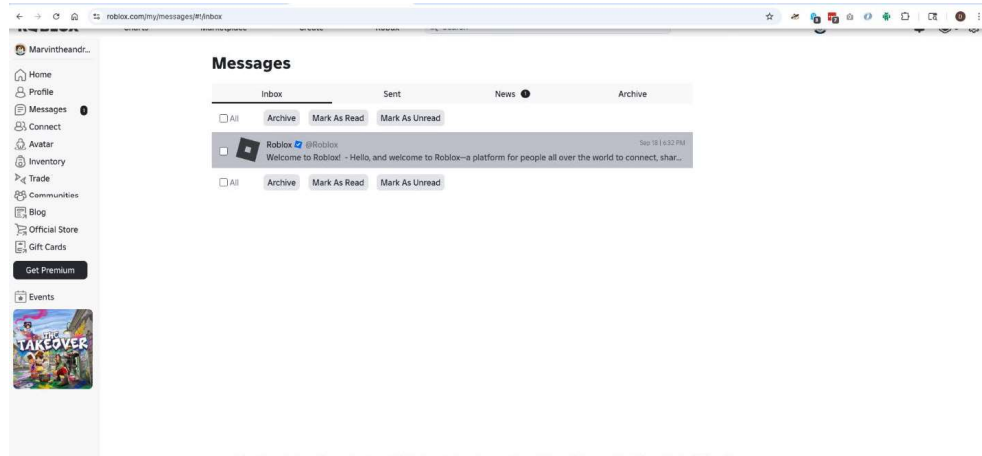 roblox.com/my/messages/#!/inbox
Marvintheandr...
Home
Profile
Messages 1
Connect
Avatar
Inventory
Trade
Communities
Blog
Official Store
Gift Cards
Get Premium
Events
THE TAKEOVER
Messages
Inbox Sent News 1 Archive
All Archive Mark As Read Mark As Unread
Roblox @Roblox Sep 18 | 6:52 PM
Welcome to Roblox! - Hello, and welcome to Roblox—a platform for people all over the world to connect, shar...
All Archive Mark As Read Mark As Unread